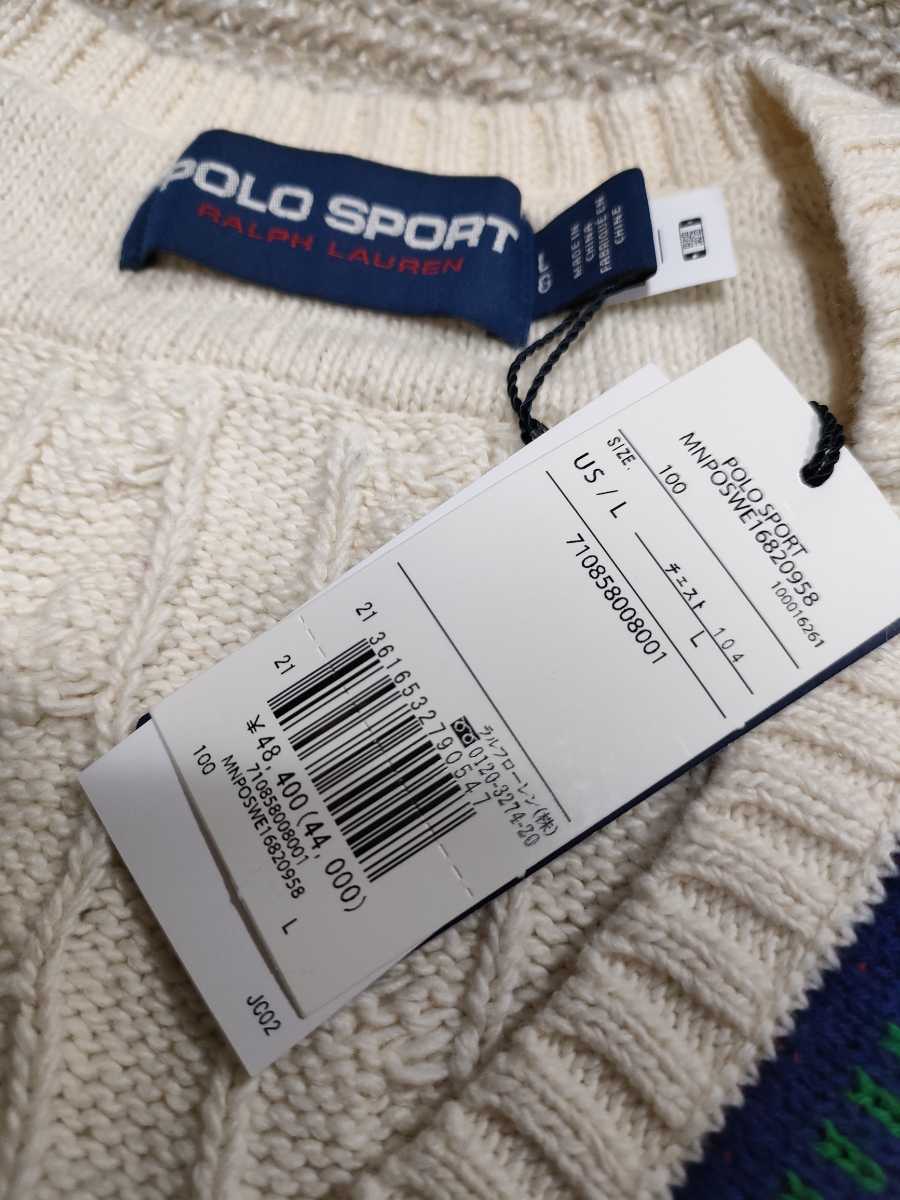 POLO SPORT
RALPH LAUREN
MADE IN
CHINA
FABRIQUE EN
CHINE
POLO SPORT
MNPOSWE16820958
100016261
SIZE.
100
チェスト
104
US / L
L
710858008001
ラルフローレン(株)
0120-3274-20
21
3616532790547
21
¥48,400(44,000)
710858008001
MNPOSWE16820958
100
L
JC02